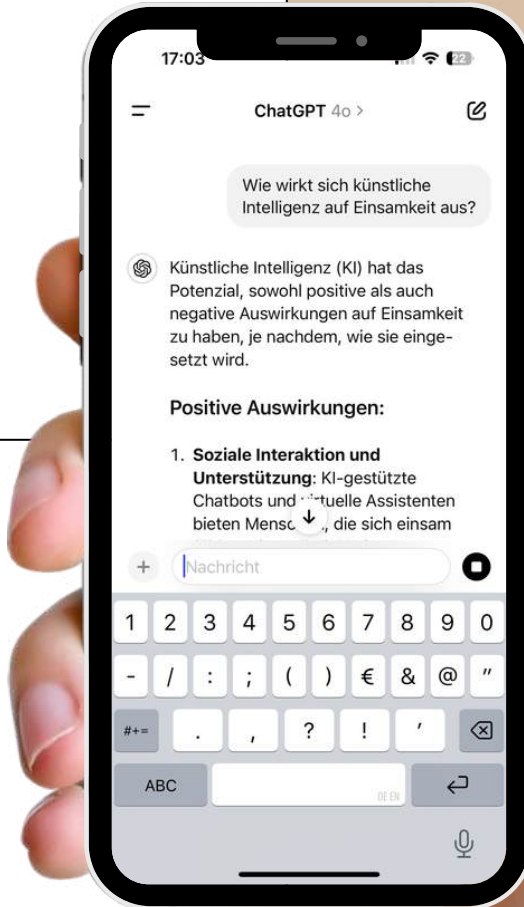 17:03
22
ChatGPT 4o >
Wie wirkt sich künstliche
Intelligenz auf Einsamkeit aus?
Künstliche Intelligenz (KI) hat das
Potenzial, sowohl positive als auch
negative Auswirkungen auf Einsamkeit
zu haben, je nachdem, wie sie einge-
setzt wird.
Positive Auswirkungen:
1. Soziale Interaktion und
Unterstützung: KI-gestützte
Chatbots und virtuelle Assistenten
bieten , die sich einsam
Nachricht
1 2 3 4 5 6 7 8 9 0
- / : ; ( ) € & @ "
#+= . , ? ! '
ABC DE EN